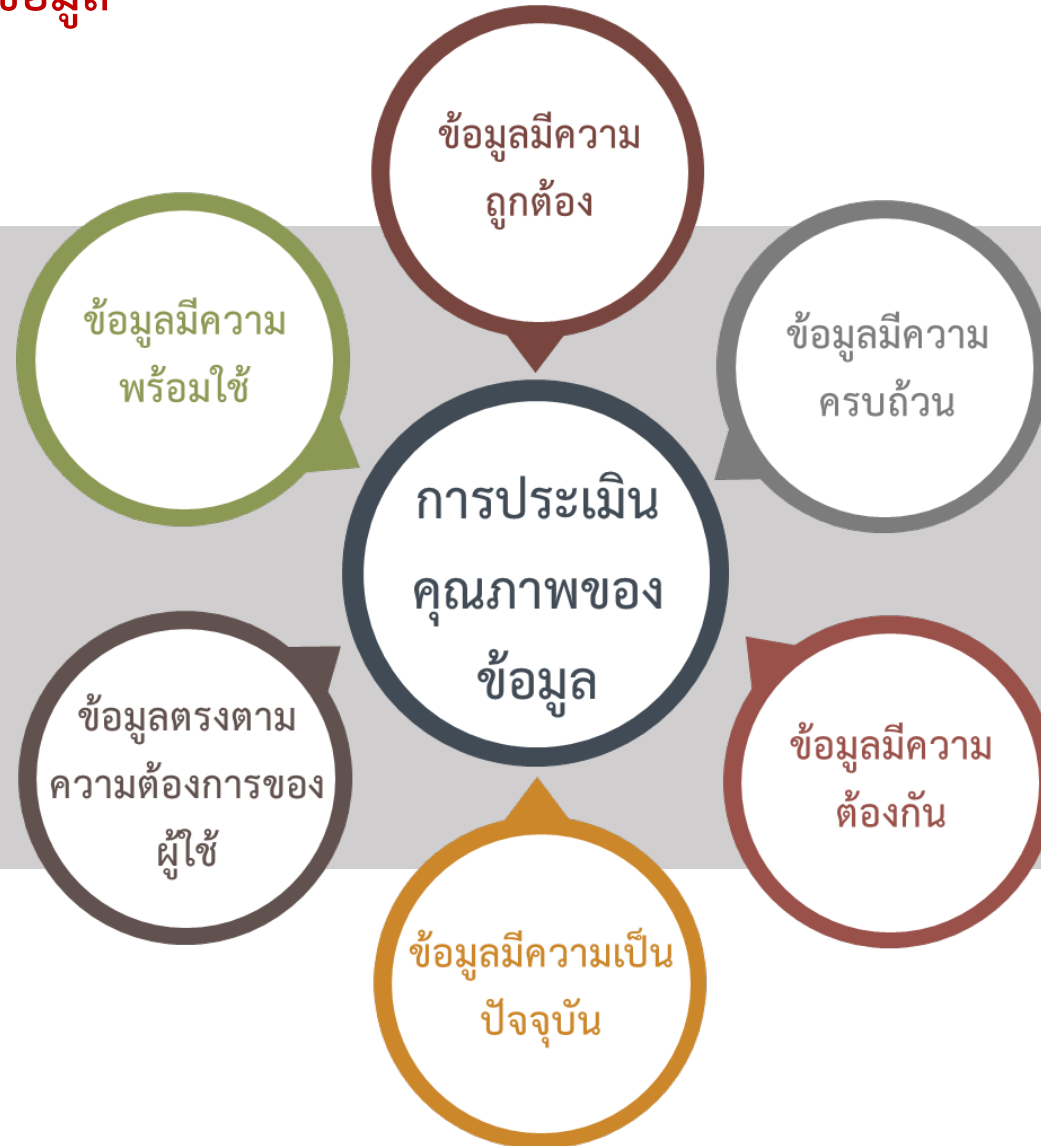 ข้อมูล
ข้อมูลมีความ
ถูกต้อง
ข้อมูลมีความ
พร้อมใช้
ข้อมูลมีความ
ครบถ้วน
การประเมิน
คุณภาพของ
ข้อมูล
ข้อมูลตรงตาม
ความต้องการของ
ผู้ใช้
ข้อมูลมีความ
ต้องกัน
ข้อมูลมีความเป็น
ปัจจุบัน